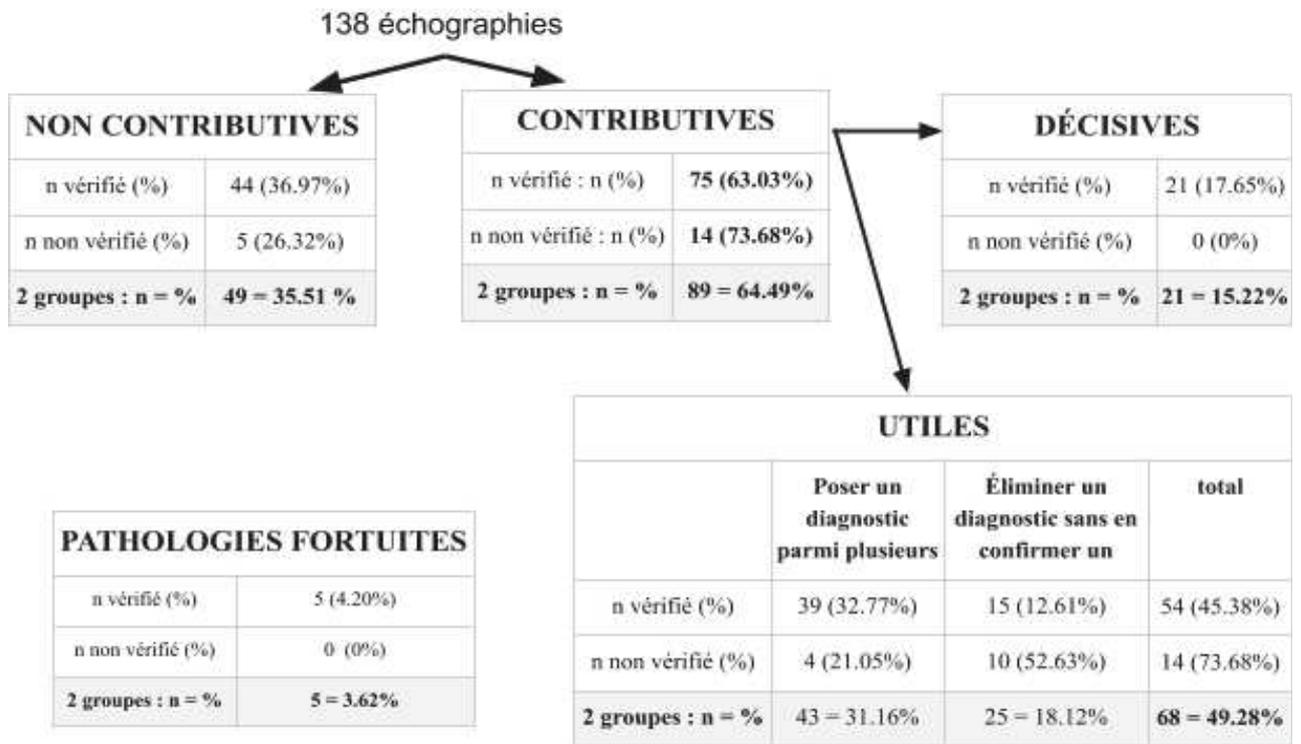 138 échographies
NON CONTRIBUTIVES
n vérifié (%) 44 (36.97%)
n non vérifié (%) 5 (26.32%)
2 groupes : n = % 49 = 35.51 %
CONTRIBUTIVES
n vérifié : n (%) 75 (63.03%)
n non vérifié : n (%) 14 (73.68%)
2 groupes : n = % 89 = 64.49%
DÉCISIVES
n vérifié (%) 21 (17.65%)
n non vérifié (%) 0 (0%)
2 groupes : n = % 21 = 15.22%
PATHOLOGIES FORTUITES
n vérifié (%) 5 (4.20%)
n non vérifié (%) 0 (0%)
2 groupes : n = % 5 = 3.62%
UTILES
Poser un Éliminer un total
diagnostic diagnostic sans en
parmi plusieurs confirmer un
n vérifié (%) 39 (32.77%) 15 (12.61%) 54 (45.38%)
n non vérifié (%) 4 (21.05%) 10 (52.63%) 14 (73.68%)
2 groupes : n = % 43 = 31.16% 25 = 18.12% 68 = 49.28%